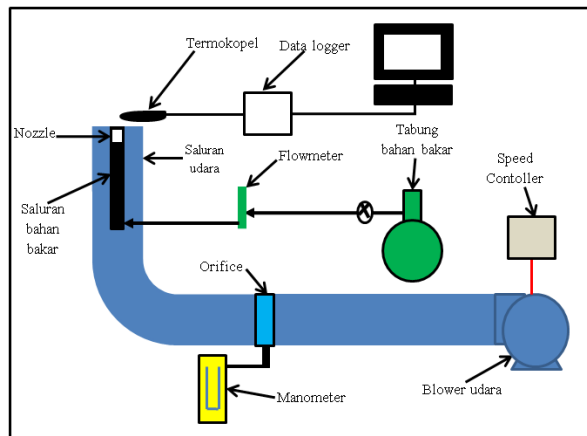 Termokopel
Data logger
Nozzle
Saluran
udara
Flowmeter
Tabung
bahan bakar
Speed
Contoller
Saluran
bahan
bakar
X
Orifice
Manometer
Blower udara